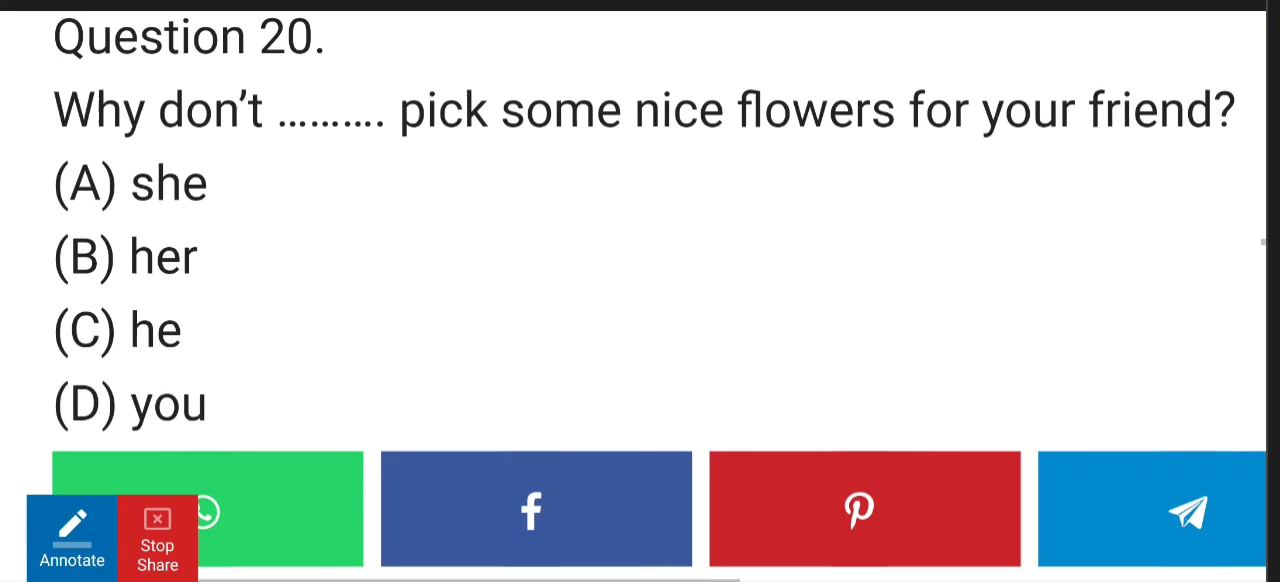 Question 20.
Why don’t .......... pick some nice flowers for your friend?
(A) she
(B) her
(C) he
(D) you
Annotate
Stop
Share